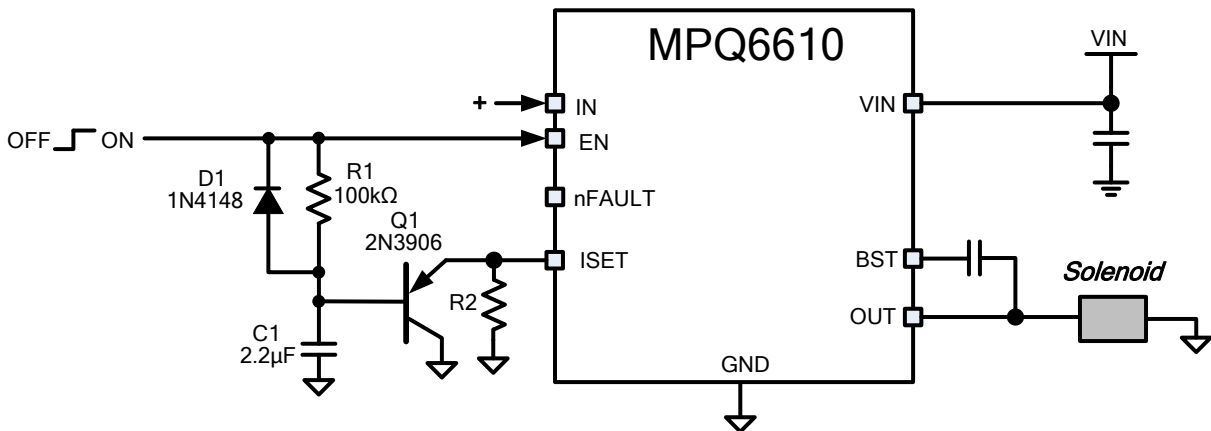 MPQ6610
VIN
+
IN
VIN
OFF
ON
EN
D1
1N4148
R1
100kΩ
nFAULT
Q1
2N3906
ISET
BST
Solenoid
R2
OUT
C1
2.2µF
GND